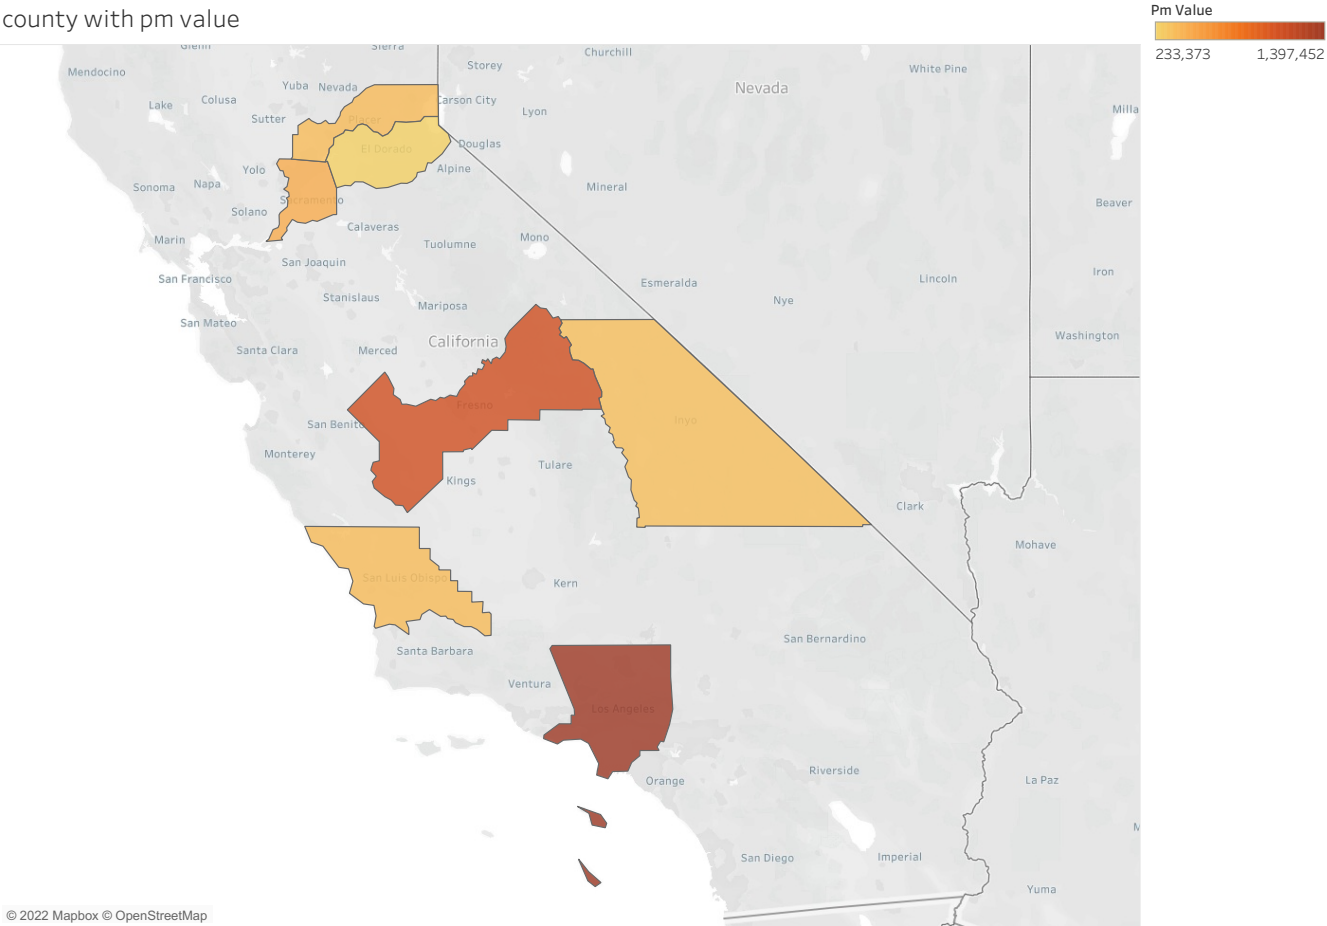 county with pm value
Pm Value
233,373 1,397,452
Glenn
Sierra
Churchill
Mendocino
Storey
White Pine
Yuba
Nevada
Nevada
Colusa
Carson City
Lake
Lyon
Milla
Sutter
Placer
Douglas
El Dorado
Yolo
Alpine
Napa
Sonoma
Mineral
Sacramento
Beaver
Solano
Calaveras
Marin
Tuolumne
Mono
San Joaquin
Iron
San Francisco
Lincoln
Esmeralda
Stanislaus
Nye
Mariposa
San Mateo
Washington
California
Santa Clara
Merced
Fresno
Inyo
San Benito
Monterey
Tulare
Kings
Clark
Mohave
San Luis Obispo
Kern
San Bernardino
Santa Barbara
Ventura
Los Angeles
Riverside
Orange
La Paz
M
San Diego
Imperial
Yuma
© 2022 Mapbox © OpenStreetMap